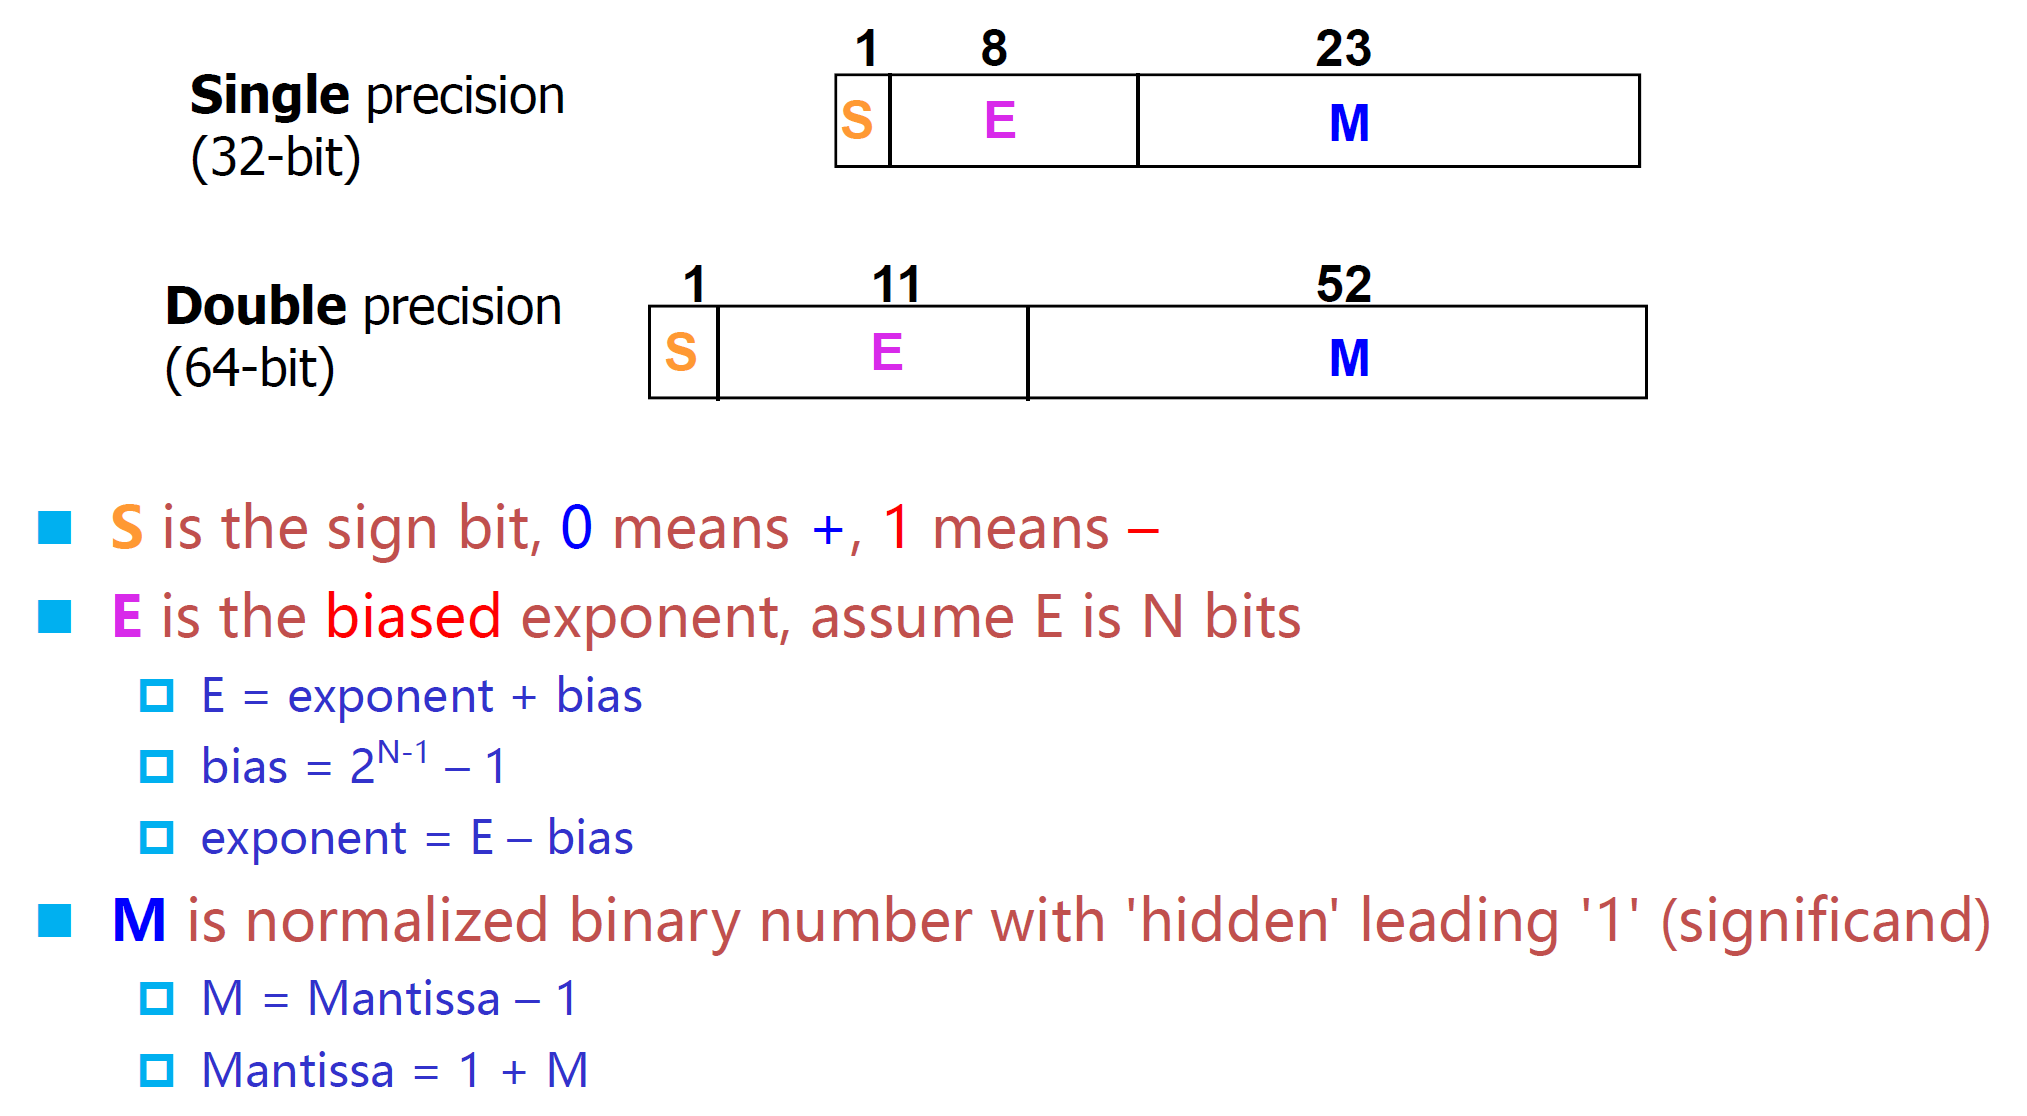 1 8 23
Single precision
(32-bit)
S E M
1 11 52
Double precision
(64-bit)
S E M
S is the sign bit, 0 means +, 1 means –
E is the biased exponent, assume E is N bits
E = exponent + bias
bias = 2^{N-1} – 1
exponent = E – bias
M is normalized binary number with 'hidden' leading '1' (significand)
M = Mantissa – 1
Mantissa = 1 + M